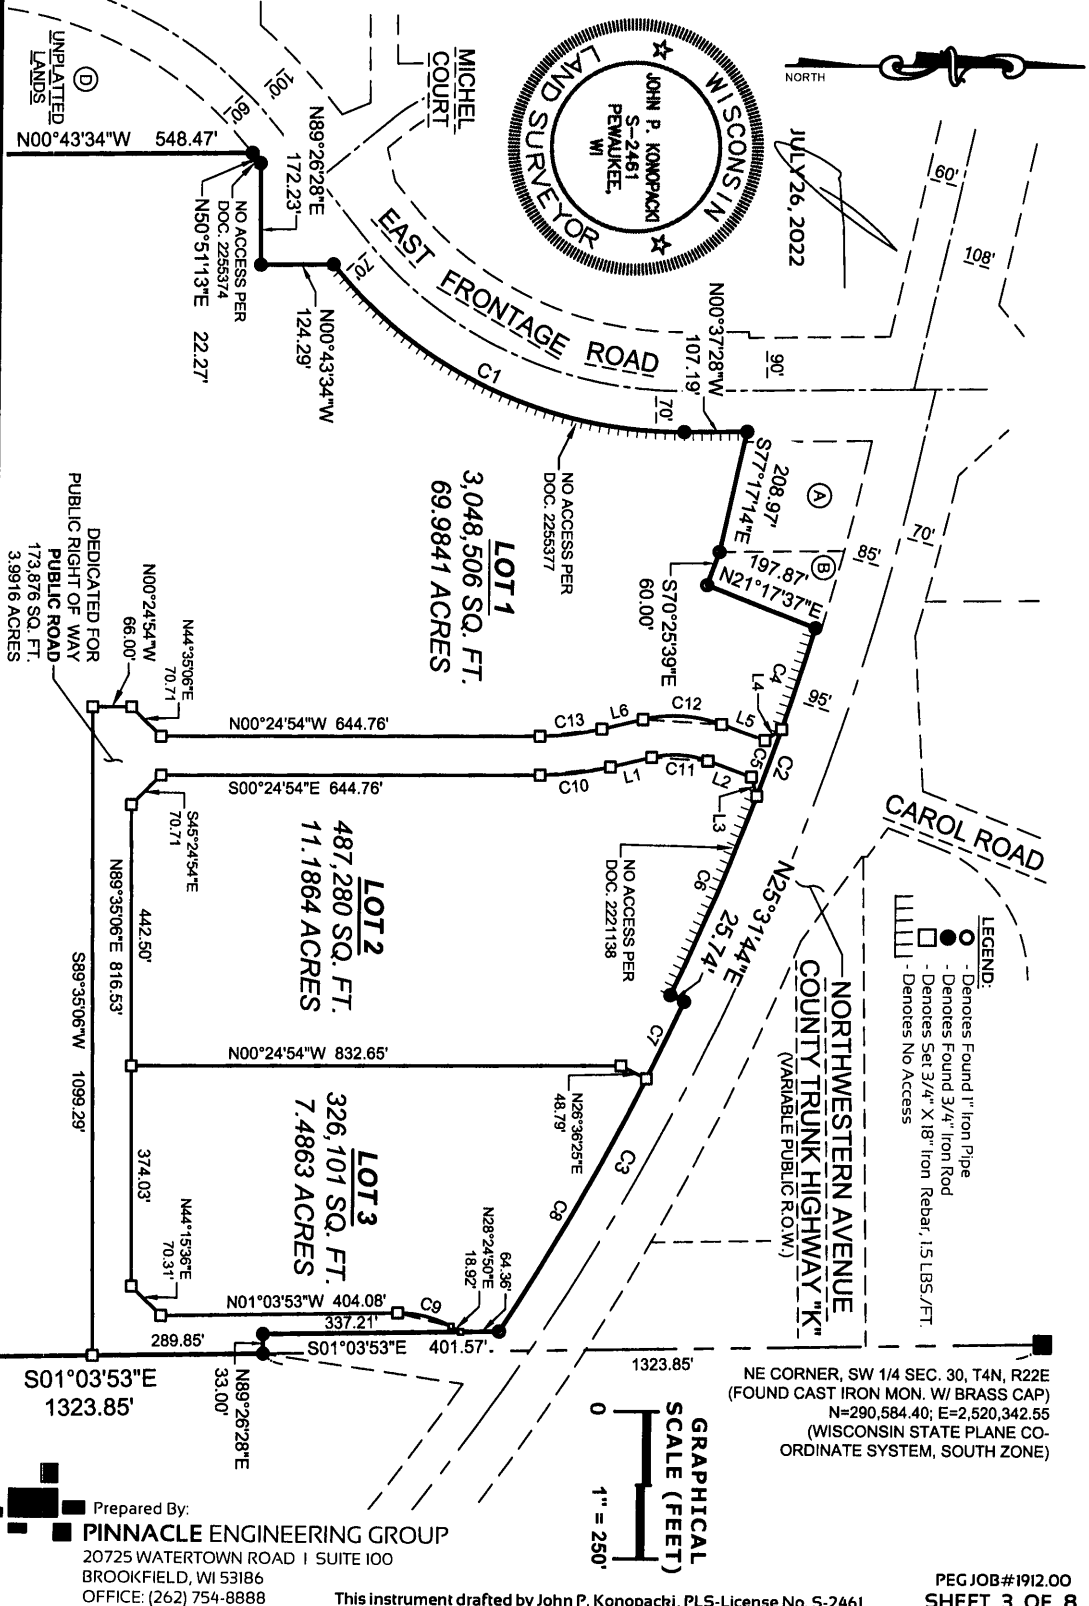 NORTH
JULY 26, 2022
WISCONSIN
LAND SURVEYOR
JOHN P. KONOPACKI
S-2461
PEWAUKEE,
WI
MICHEL
COURT
UNPLATTED
LANDS
D
100'
60'
N00°43'34"W 548.47'
N89°26'28"E
172.23'
NO ACCESS PER
DOC. 2255374
N50°51'13"E 22.27'
N00°43'34"W
124.29'
70'
EAST FRONTAGE ROAD
C1
NO ACCESS PER
DOC. 2255377
70'
N00°37'28"W
107.19'
90'
60'
108'
70'
85'
95'
A
B
208.97'
S77°17'14"E
197.87'
N21°17'37"E
S70°25'39"E
60.00'
C4
L4
C2
C5
L5
C12
L6
C13
L3
L2
C11
L1
C10
C6
LOT 1
3,048,506 SQ. FT.
69.9841 ACRES
N00°24'54"W 644.76'
S00°24'54"E 644.76'
N44°35'06"E
70.71
N00°24'54"W
66.00'
DEDICATED FOR
PUBLIC RIGHT OF WAY
PUBLIC ROAD
173,876 SQ. FT.
3.9916 ACRES
S45°24'54"E
70.71
LOT 2
487,280 SQ. FT.
11.1864 ACRES
NO ACCESS PER
DOC. 2221138
N25°31'44"E
25.74'
CAROL ROAD
NORTHWESTERN AVENUE
COUNTY TRUNK HIGHWAY "K"
(VARIABLE PUBLIC R.O.W.)
LEGEND:
- Denotes Found 1" Iron Pipe
- Denotes Found 3/4" Iron Rod
- Denotes Set 3/4" X 18" Iron Rebar, 1.5 LBS./FT.
- Denotes No Access
442.50'
N89°35'06"E 816.53'
S89°35'06"W 1099.29'
374.03'
N00°24'54"W 832.65'
N26°36'25"E
48.79'
C7
C3
C8
LOT 3
326,101 SQ. FT.
7.4863 ACRES
N44°15'36"E
70.31'
N01°03'53"W 404.08'
C9
N28°24'50"E
18.92'
64.36'
337.21'
S01°03'53"E 401.57'
289.85'
N89°26'28"E
33.00'
S01°03'53"E
1323.85'
1323.85'
NE CORNER, SW 1/4 SEC. 30, T4N, R22E
(FOUND CAST IRON MON. W/ BRASS CAP)
N=290,584.40; E=2,520,342.55
(WISCONSIN STATE PLANE CO-
ORDINATE SYSTEM, SOUTH ZONE)
GRAPHICAL
SCALE (FEET)
0 1" = 250'
Prepared By:
PINNACLE ENGINEERING GROUP
20725 WATERTOWN ROAD | SUITE 100
BROOKFIELD, WI 53186
OFFICE: (262) 754-8888
This instrument drafted by John P. Konopacki, PLS-License No. S-2461
PEG JOB#1912.00
SHEET 3 OF 8